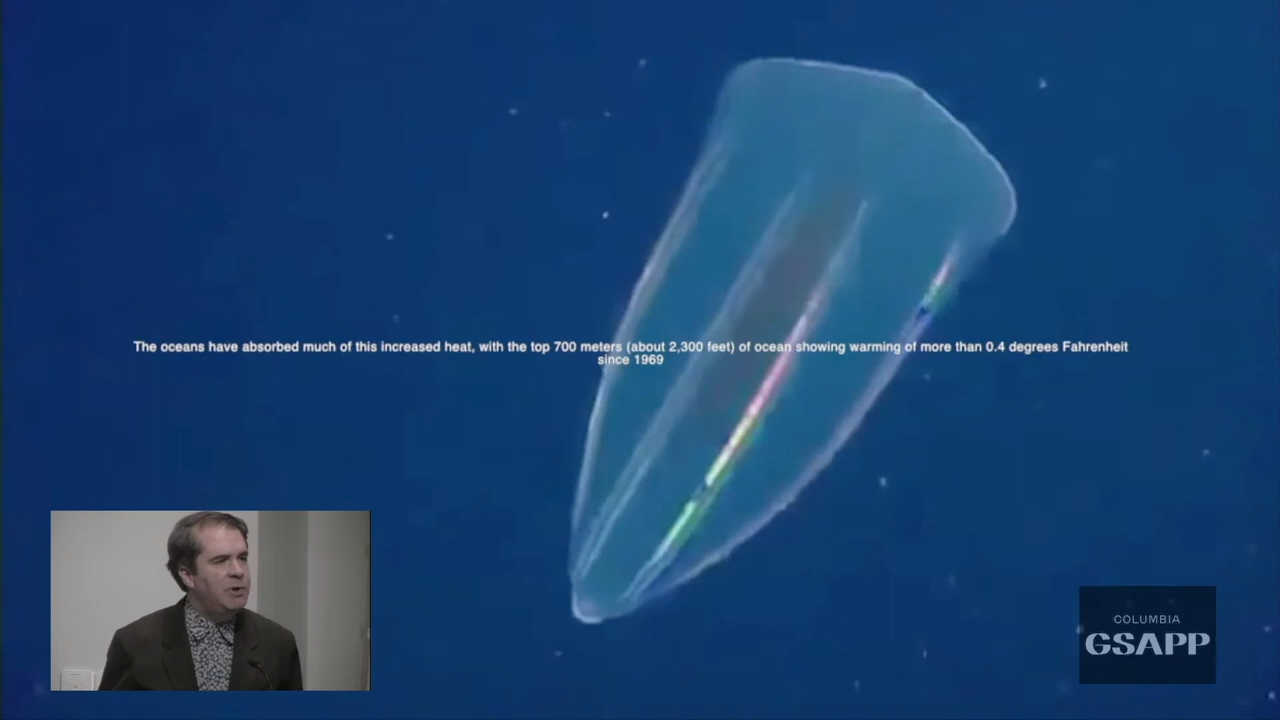 The oceans have absorbed much of this increased heat, with the top 700 meters (about 2,300 feet) of ocean showing warming of more than 0.4 degrees Fahrenheit
since 1969
COLUMBIA
GSAPP